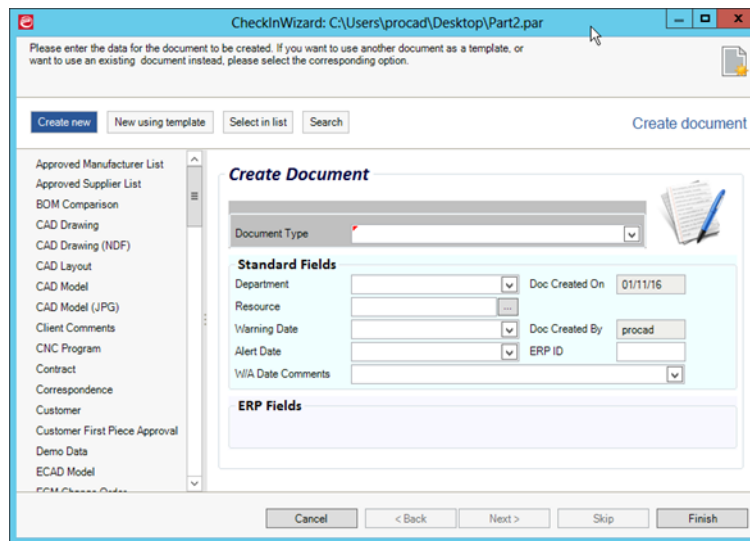 CheckInWizard: C:\Users\procad\Desktop\Part2.par
Please enter the data for the document to be created. If you want to use another document as a template, or
want to use an existing document instead, please select the corresponding option.
Create new New using template Select in list Search Create document
Approved Manufacturer List
Approved Supplier List
BOM Comparison
CAD Drawing
CAD Drawing (NDF)
CAD Layout
CAD Model
CAD Model (JPG)
Client Comments
CNC Program
Contract
Correspondence
Customer
Customer First Piece Approval
Demo Data
ECAD Model
ECM Change Order
Create Document
Document Type
Standard Fields
Department Doc Created On 01/11/16
Resource ...
Warning Date Doc Created By procad
Alert Date ERP ID
W/A Date Comments
ERP Fields
Cancel < Back Next > Skip Finish